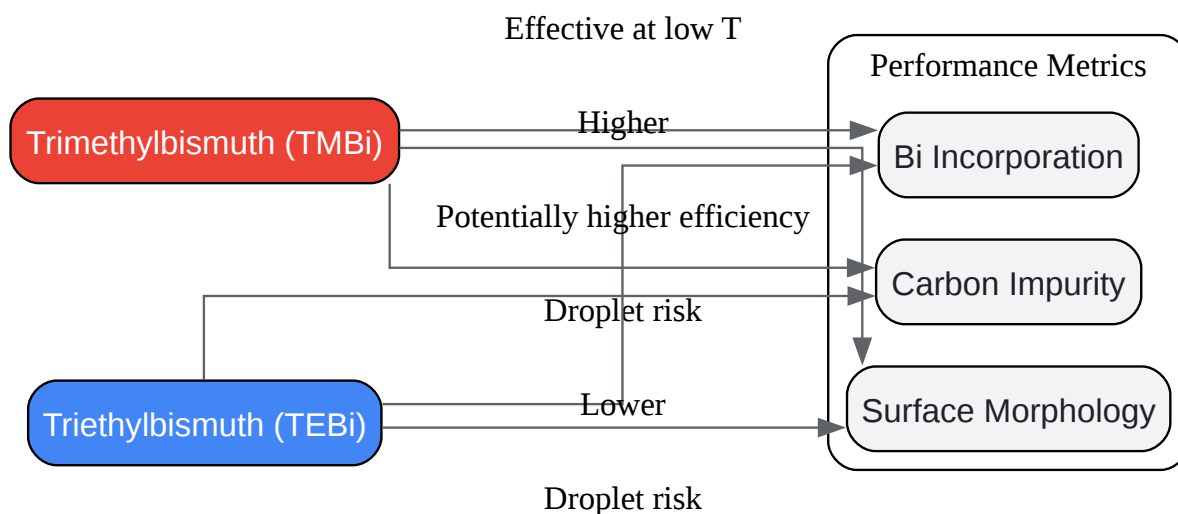 Effective at low T
Performance Metrics
Trimethylbismuth (TMBi)
Higher
Bi Incorporation
Potentially higher efficiency
Carbon Impurity
Droplet risk
Triethylbismuth (TEBi)
Lower
Surface Morphology
Droplet risk